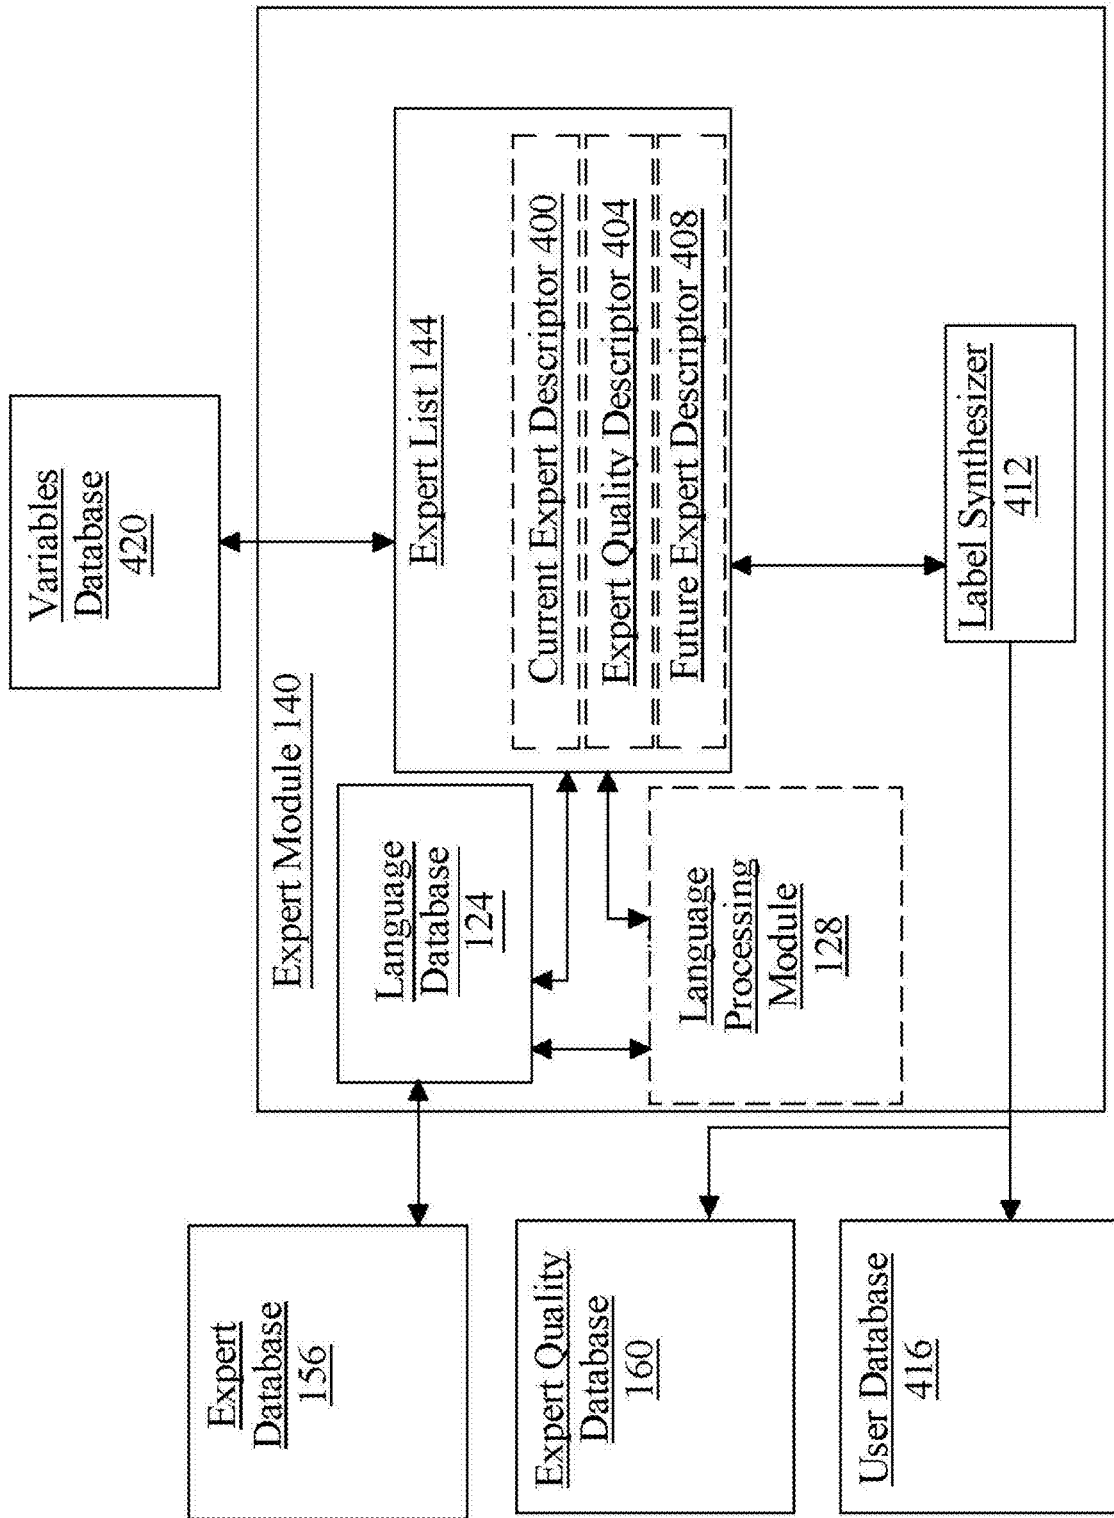 Expert
Database
156
Expert Quality
Database
160
User Database
416
Expert Module 140
Language
Database
124
Language
Processing
Module
128
Variables
Database
420
Expert List 144
Current Expert Descriptor 400
Expert Quality Descriptor 404
Future Expert Descriptor 408
Label Synthesizer
412